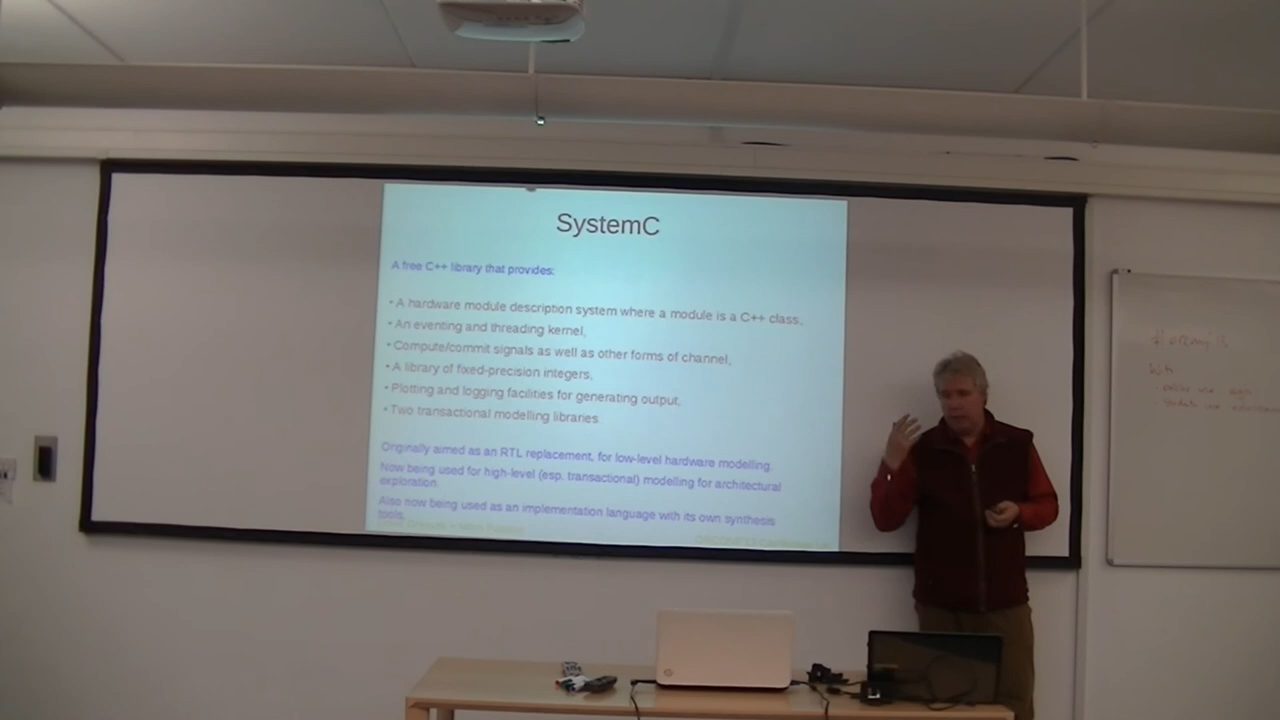 SystemC
A free C++ library that provides:
• A hardware module description system where a module is a C++ class,
• An eventing and threading kernel,
• Compute/commit signals as well as other forms of channel,
• A library of fixed-precision integers,
• Plotting and logging facilities for generating output,
• Two transactional modelling libraries.
Originally aimed as an RTL replacement, for low-level hardware modelling.
Now being used for high-level (esp. transactional) modelling for architectural
exploration.
Also now being used as an implementation language with its own synthesis
tools.